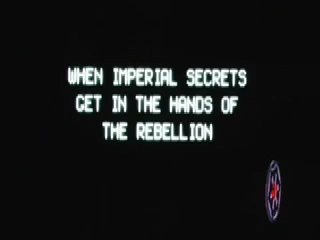 WHEN IMPERIAL SECRETS
GET IN THE HANDS OF
THE REBELLION